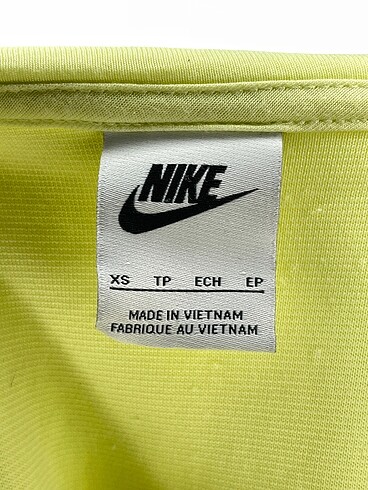 NIKE
XS TP ECH EP
MADE IN VIETNAM
FABRIQUE AU VIETNAM